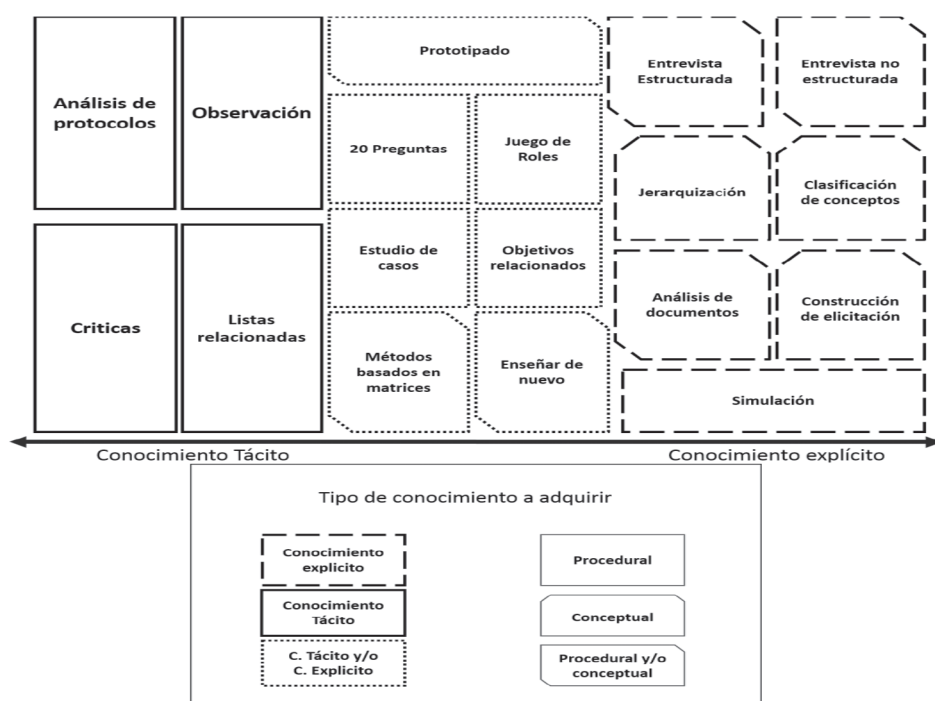 Prototipado
Entrevista
Estructurada
Entrevista no
estructurada
Análisis de
protocolos
Observación
20 Preguntas
Juego de
Roles
Jerarquización
Clasificación
de conceptos
Estudio de
casos
Objetivos
relacionados
Criticas
Listas
relacionadas
Análisis de
documentos
Construcción
de elicitación
Métodos
basados en
matrices
Enseñar de
nuevo
Simulación
Conocimiento Tácito
Conocimiento explícito
Tipo de conocimiento a adquirir
Conocimiento
explicito
Procedural
Conocimiento
Tácito
Conceptual
C. Tácito y/o
C. Explicito
Procedural y/o
conceptual